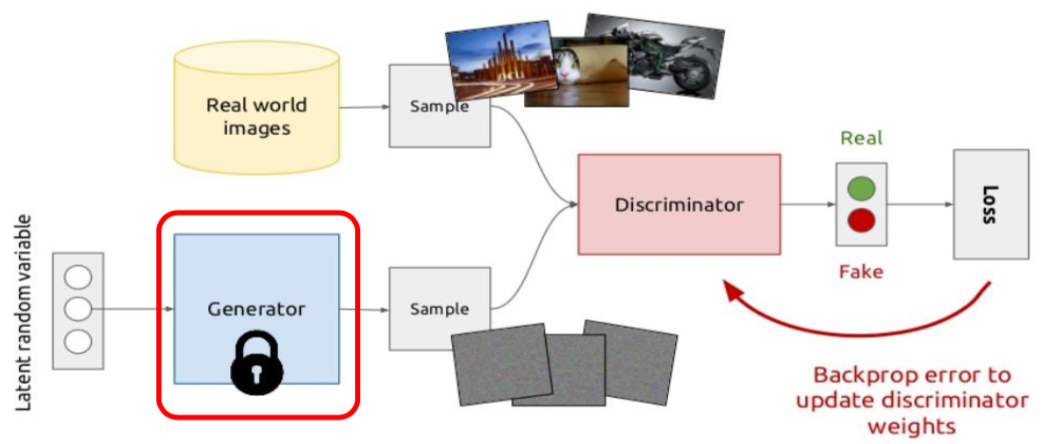 Real world
images
Sample
Real
Discriminator
Loss
Fake
Latent random variable
Generator
Sample
Backprop error to
update discriminator
weights